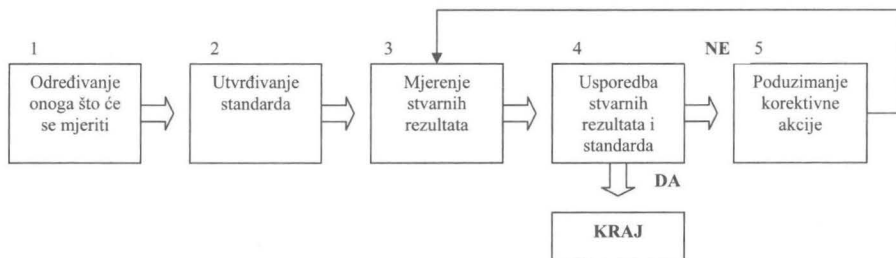 1
Određivanje
onoga što će
se mjeriti
2
Utvrđivanje
standarda
3
Mjerenje
stvarnih
rezultata
4
Usporedba
stvarnih
rezultata i
standarda
NE
5
Poduzimanje
korektivne
akcije
DA
KRAJ